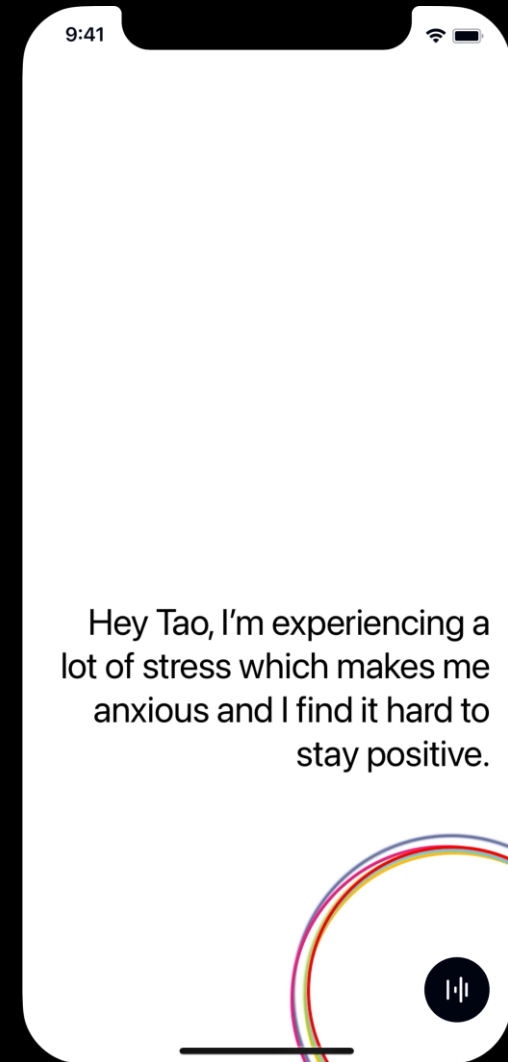 9:41
Hey Tao, I’m experiencing a
lot of stress which makes me
anxious and I find it hard to
stay positive.